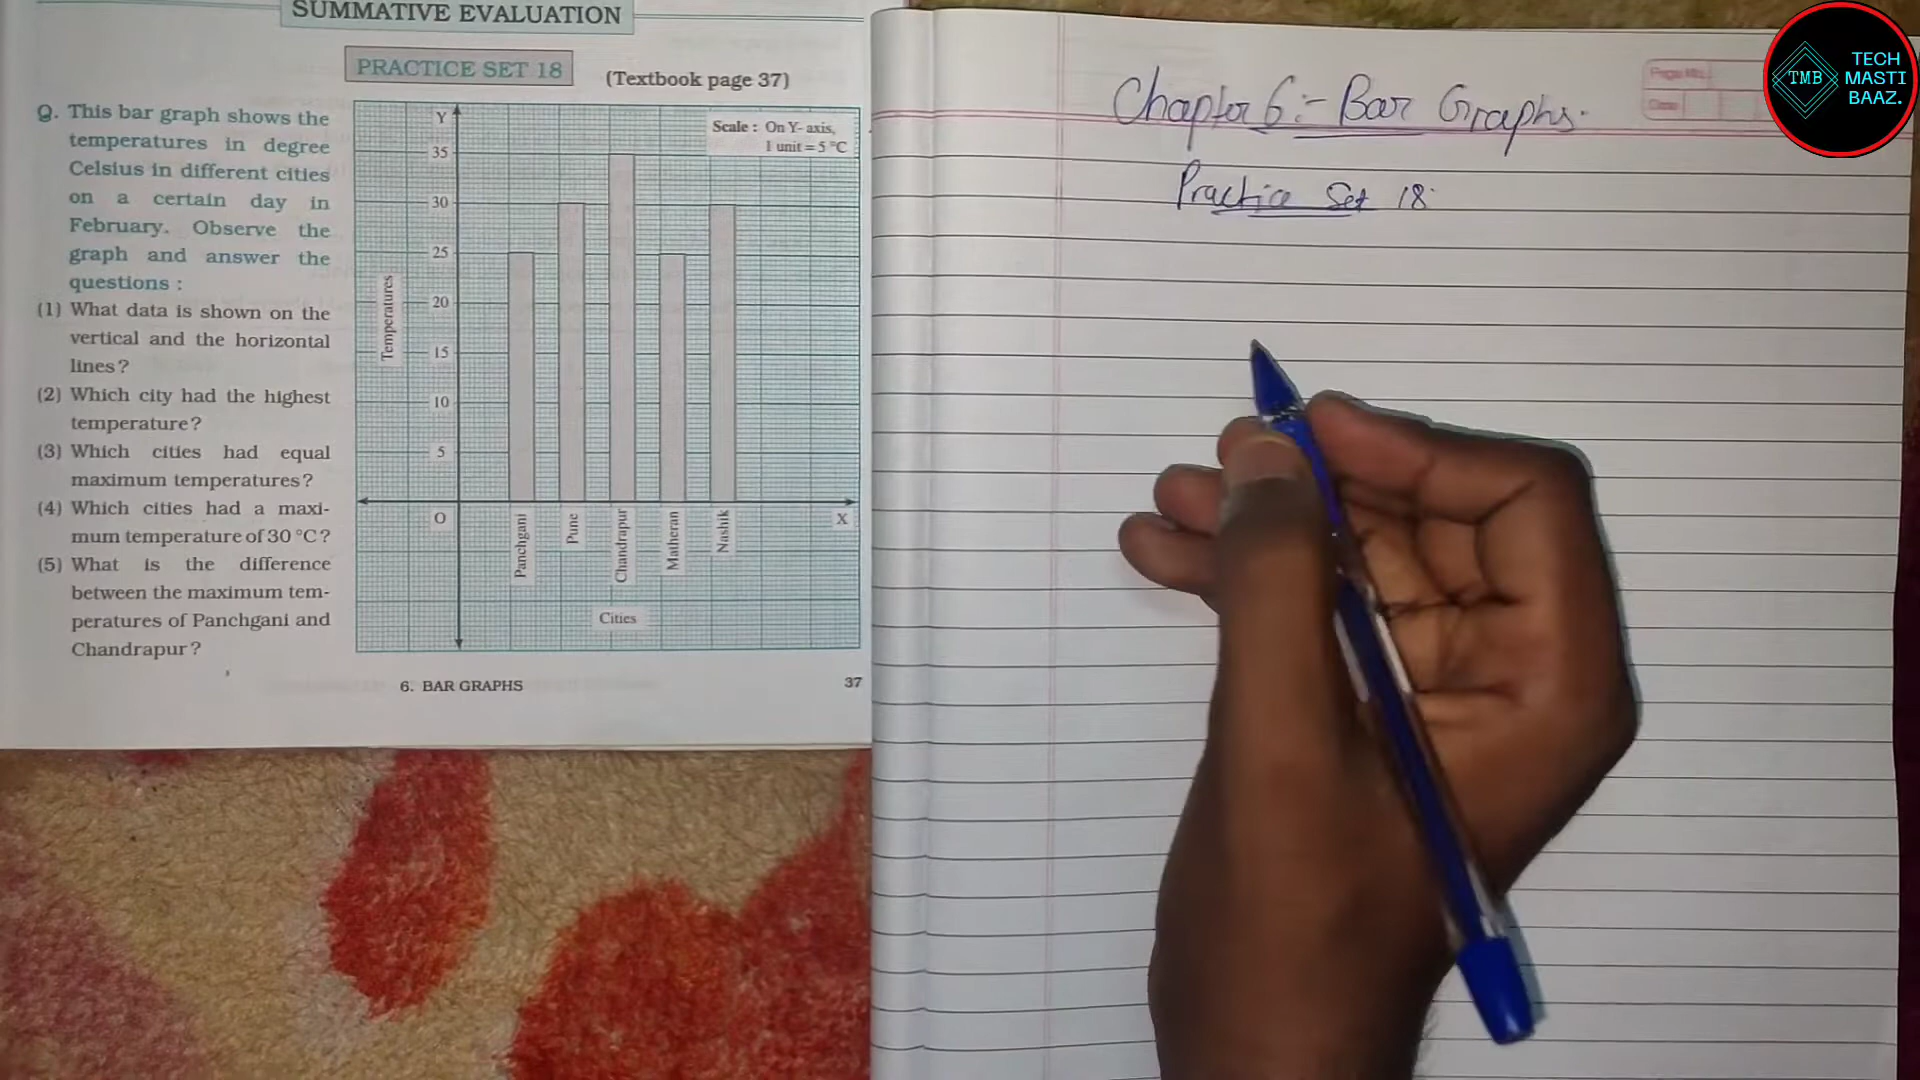 SUMMATIVE EVALUATION
PRACTICE SET 18
(Textbook page 37)
Q. This bar graph shows the
temperatures in degree
Celsius in different cities
on a certain day in
February. Observe the
graph and answer the
questions :
(1) What data is shown on the
vertical and the horizontal
lines?
(2) Which city had the highest
temperature?
(3) Which cities had equal
maximum temperatures?
(4) Which cities had a maxi-
mum temperature of 30 °C?
(5) What is the difference
between the maximum tem-
peratures of Panchgani and
Chandrapur?
Y
Scale : On Y- axis,
1 unit = 5 °C
35
30
25
20
15
10
5
O
X
Temperatures
Panchgani
Pune
Chandrapur
Matheran
Nashik
Cities
6. BAR GRAPHS
37
Chapter 6:- Bar Graphs.
Practice Set 18.
Page No.
Date
TMB
TECH
MASTI
BAAZ.